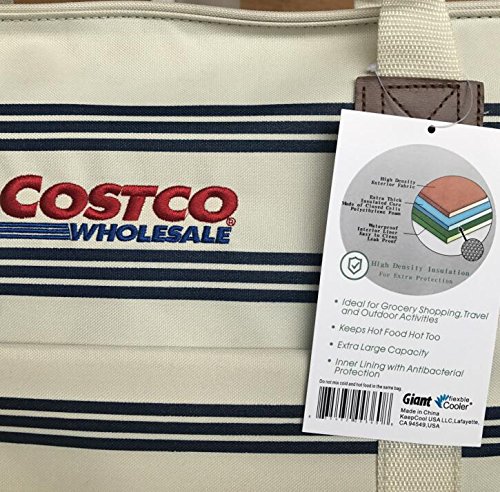 COSTCO®
WHOLESALE
High Density
Exterior Fabric
Extra Thick
Insulated Core
Made of Closed Cells
Polyethylene Foam
Waterproof
Interior Liner
Easy to Clean
Leak Proof
High Density Insulation
For Extra Protection
• Ideal for Grocery Shopping, Travel
and Outdoor Activities
• Keeps Hot Food Hot Too
• Extra Large Capacity
• Inner Lining with Antibacterial
Protection
Do not mix cold and hot food in the same bag.
Giant flexible Cooler®
Made in China
KeepCool USA LLC, Lafayette,
CA 94549, USA